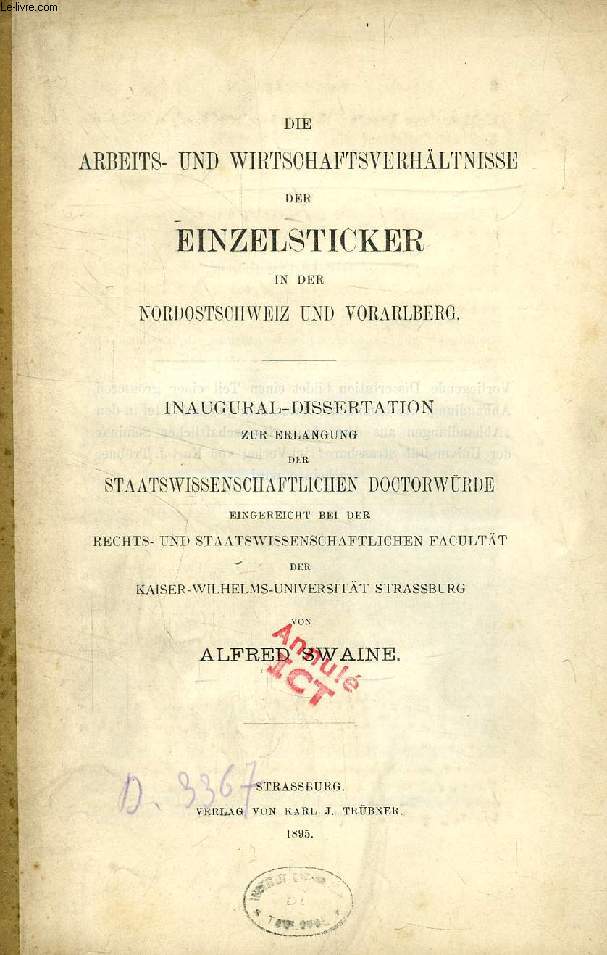 Le-livre.com
DIE
ARBEITS- UND WIRTSCHAFTSVERHÄLTNISSE
DER
EINZELSTICKER
IN DER
NORDOSTSCHWEIZ UND VORARLBERG.
INAUGURAL-DISSERTATION
ZUR ERLANGUNG
DER
STAATSWISSENSCHAFTLICHEN DOCTORWÜRDE
EINGEREICHT BEI DER
RECHTS- UND STAATSWISSENSCHAFTLICHEN FACULTÄT
DER
KAISER-WILHELMS-UNIVERSITÄT STRASSBURG
VON
ALFRED SWAINE.
Annulé
ICT
D. 3367
STRASSBURG.
VERLAG VON KARL J. TRÜBNER.
1895.